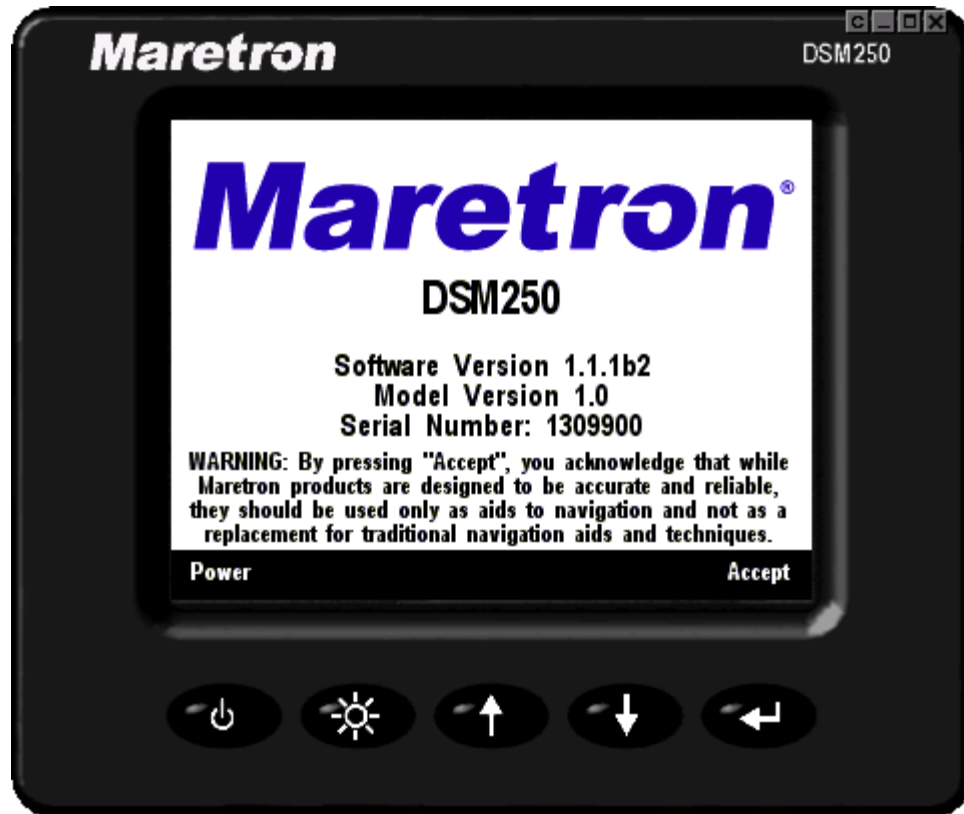 C
Maretron
DSM250
Maretron®
DSM250
Software Version 1.1.1b2
Model Version 1.0
Serial Number: 1309900
WARNING: By pressing "Accept", you acknowledge that while
Maretron products are designed to be accurate and reliable,
they should be used only as aids to navigation and not as a
replacement for traditional navigation aids and techniques.
Power Accept